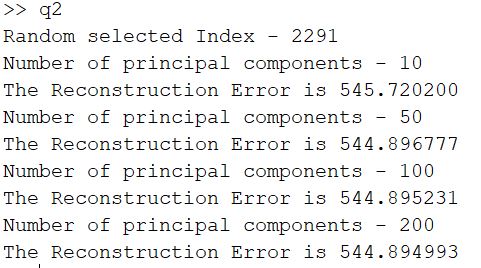 >> q2
Random selected Index - 2291
Number of principal components - 10
The Reconstruction Error is 545.720200
Number of principal components - 50
The Reconstruction Error is 544.896777
Number of principal components - 100
The Reconstruction Error is 544.895231
Number of principal components - 200
The Reconstruction Error is 544.894993